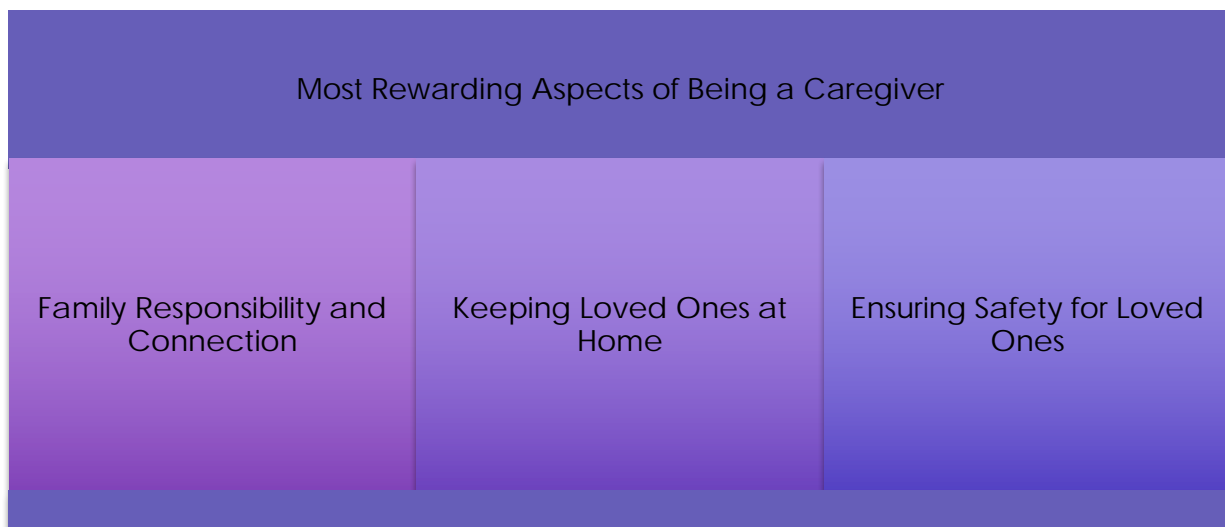 Most Rewarding Aspects of Being a Caregiver
Family Responsibility and
Connection
Keeping Loved Ones at
Home
Ensuring Safety for Loved
Ones